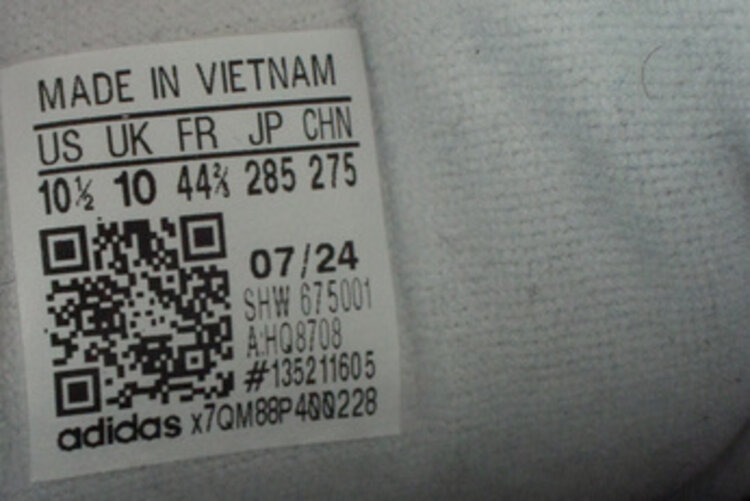 MADE IN VIETNAM
US UK FR JP CHN
10½ 10 44⅔ 285 275
07/24
SHW 675001
A:HQ8708
#135211605
adidas x7QM88P400228